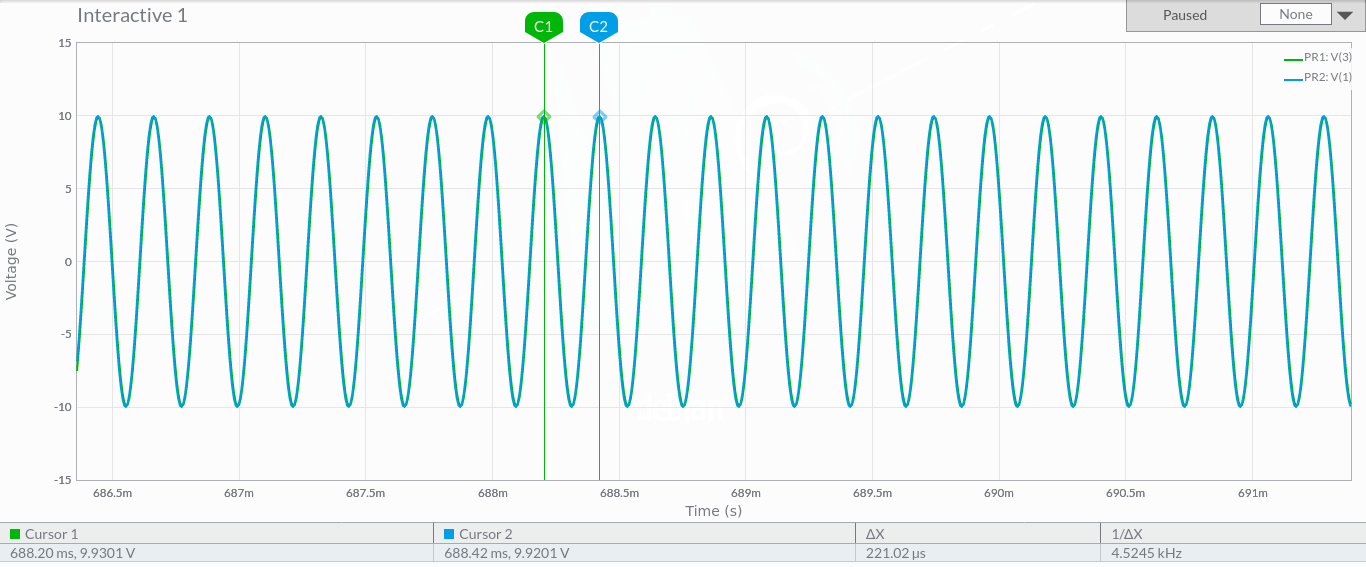 Interactive 1
Paused
None
C1
C2
PR1: V(3)
PR2: V(1)
15
10
5
0
-5
-10
-15
Voltage (V)
686.5m 687m 687.5m 688m 688.5m 689m 689.5m 690m 690.5m 691m
Time (s)
Cursor 1 Cursor 2 ΔX 1/ΔX
688.20 ms, 9.9301 V 688.42 ms, 9.9201 V 221.02 µs 4.5245 kHz